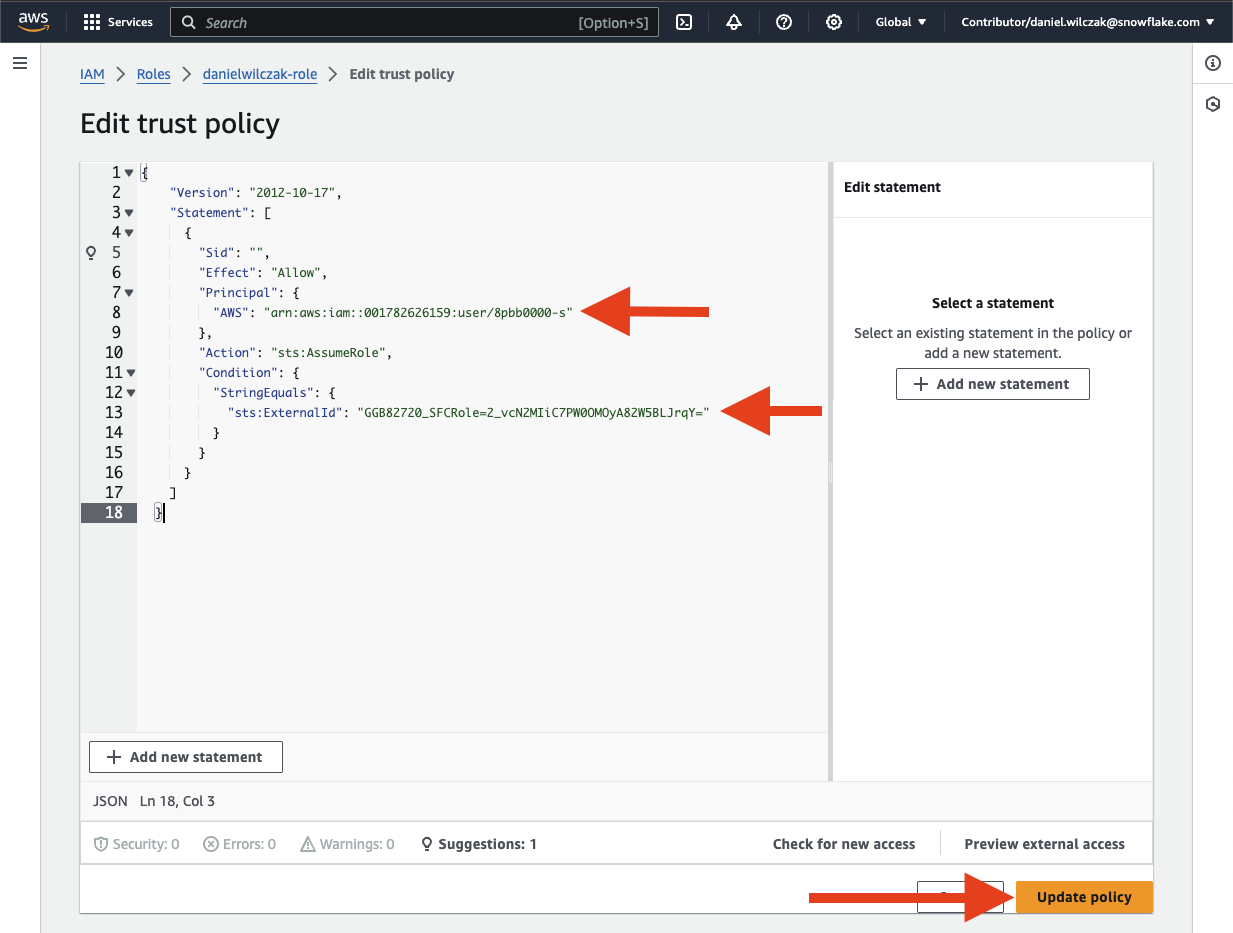 aws
Services
Search
[Option+S]
Global
Contributor/daniel.wilczak@snowflake.com
IAM > Roles > danielwilczak-role > Edit trust policy
Edit trust policy
1 {
2 "Version": "2012-10-17",
3 "Statement": [
4 {
5 "Sid": "",
6 "Effect": "Allow",
7 "Principal": {
8 "AWS": "arn:aws:iam::001782626159:user/8pbb0000-s"
9 },
10 "Action": "sts:AssumeRole",
11 "Condition": {
12 "StringEquals": {
13 "sts:ExternalId": "GGB82720_SFCRole=2_vcN2MIiC7PW0OMOyA82W5BLJrqY="
14 }
15 }
16 }
17 ]
18 }
Edit statement
Select a statement
Select an existing statement in the policy or
add a new statement.
+ Add new statement
+ Add new statement
JSON Ln 18, Col 3
Security: 0
Errors: 0
Warnings: 0
Suggestions: 1
Check for new access
Preview external access
Update policy